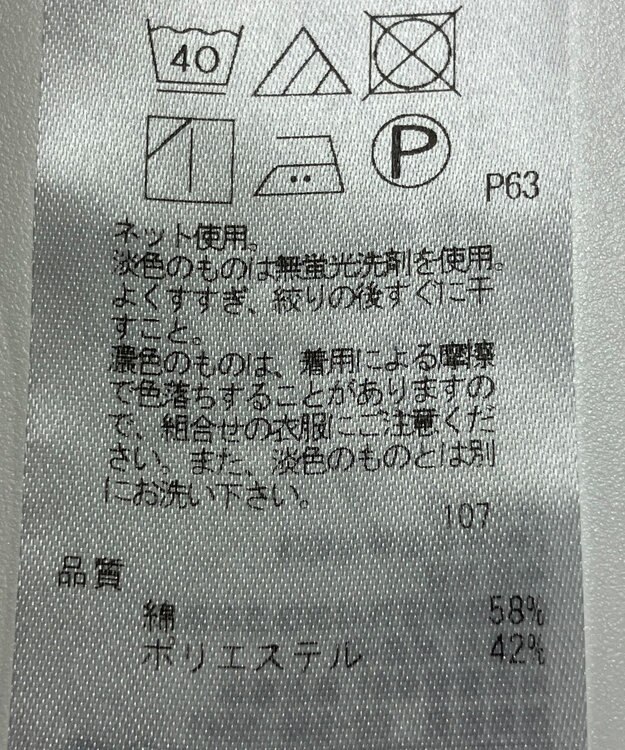 40
P
P63
ネット使用。
淡色のものは無蛍光洗剤を使用。
よくすすぎ、絞りの後すぐに干
すこと。
濃色のものは、着用による摩擦
で色落ちすることがありますの
で、組合せの衣服にご注意くだ
さい。また、淡色のものとは別
にお洗い下さい。
107
品質
綿 58%
ポリエステル 42%